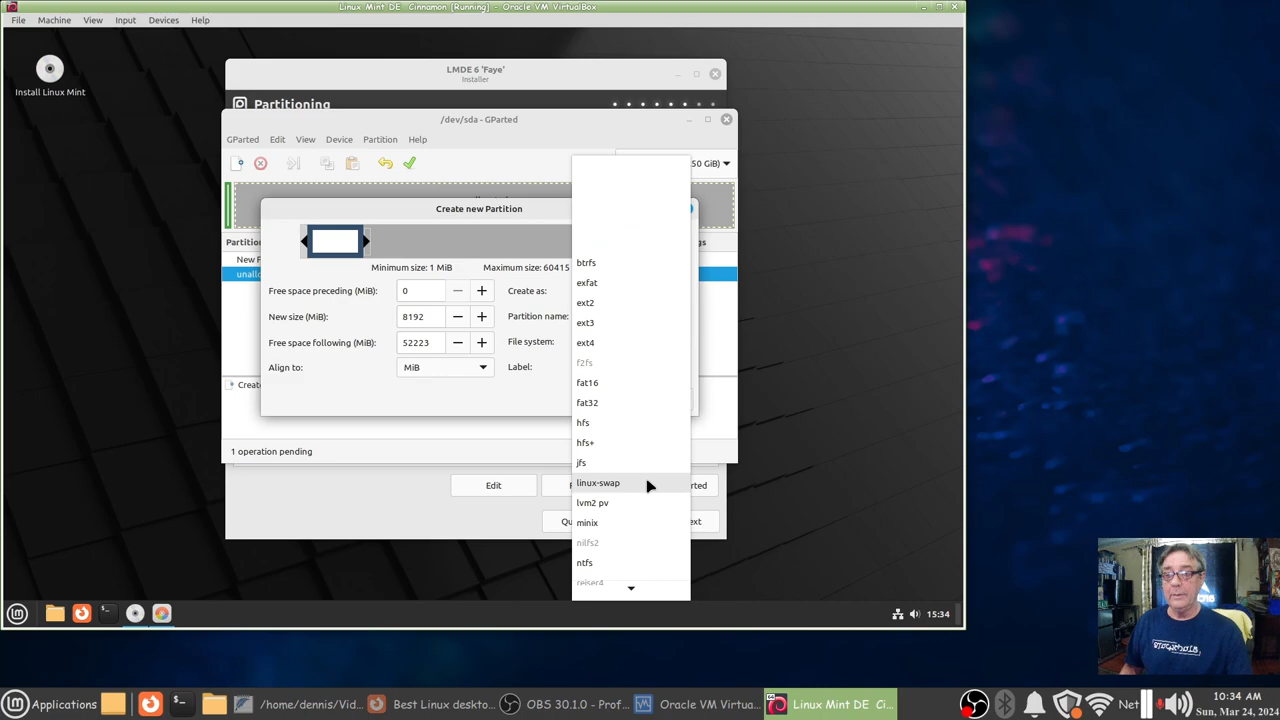 Linux Mint DE Cinnamon [Running] - Oracle VM VirtualBox
File Machine View Input Devices Help
Install Linux Mint
LMDE 6 'Faye'
Installer
Partitioning
/dev/sda - GParted
GParted Edit View Device Partition Help
50 GiB)
Create new Partition
Partition
New
Minimum size: 1 MiB Maximum size: 60415
Free space preceding (MiB): 0 Create as:
New size (MiB): 8192 Partition name:
Free space following (MiB): 52223 File system:
Align to: MiB Label:
btrfs
exfat
ext2
ext3
ext4
f2fs
fat16
fat32
hfs
hfs+
jfs
linux-swap
lvm2 pv
minix
nilfs2
ntfs
reiser4
1 operation pending
Edit
15:34
Applications /home/dennis/Vid... Best Linux deskto... OBS 30.1.0 - Prof... Oracle VM Virtua... Linux Mint DE Ci... Net
10:34 AM
Sun, Mar 24, 2024